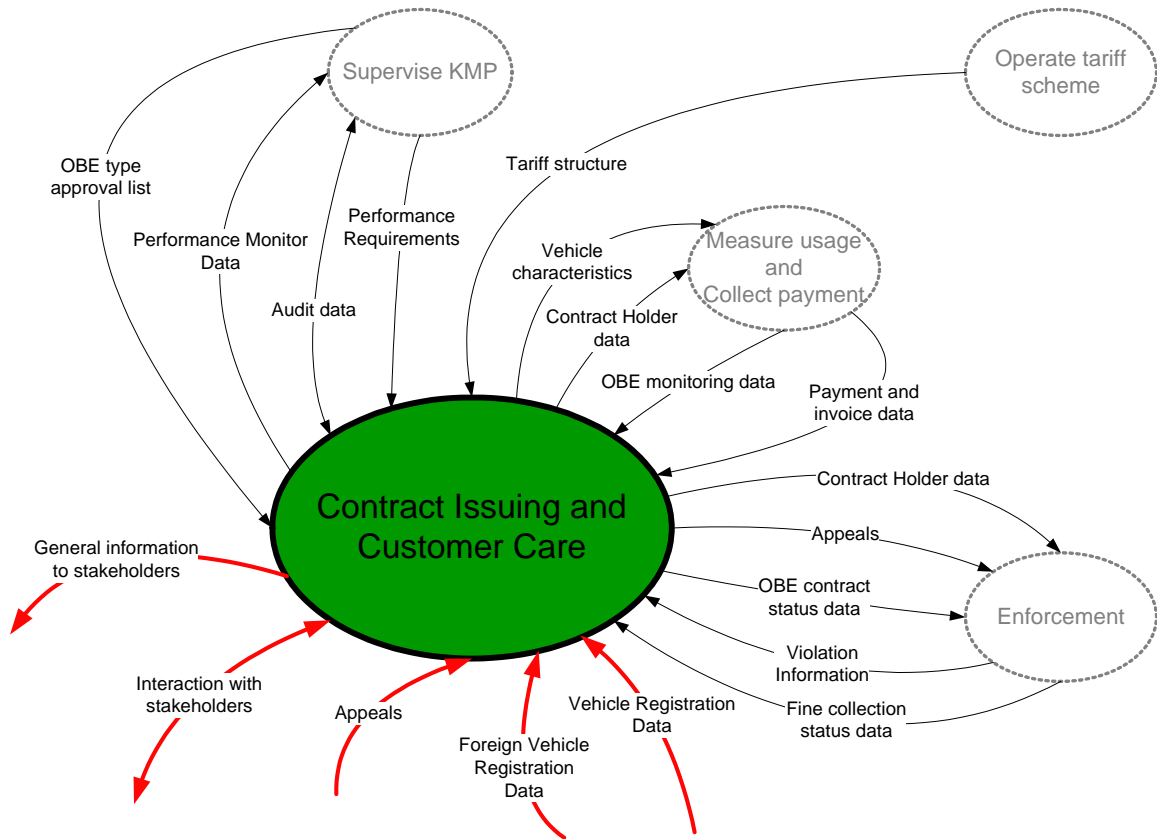 Supervise KMP
Operate tariff
scheme
OBE type
approval list
Tariff structure
Performance
Requirements
Performance Monitor
Data
Vehicle
characteristics
Measure usage
and
Collect payment
Audit data
Contract Holder
data
OBE monitoring data
Payment and
invoice data
Contract Holder data
Contract Issuing and
Customer Care
Appeals
General information
to stakeholders
OBE contract
status data
Enforcement
Violation
Information
Interaction with
stakeholders
Appeals
Vehicle Registration
Data
Fine collection
status data
Foreign Vehicle
Registration
Data